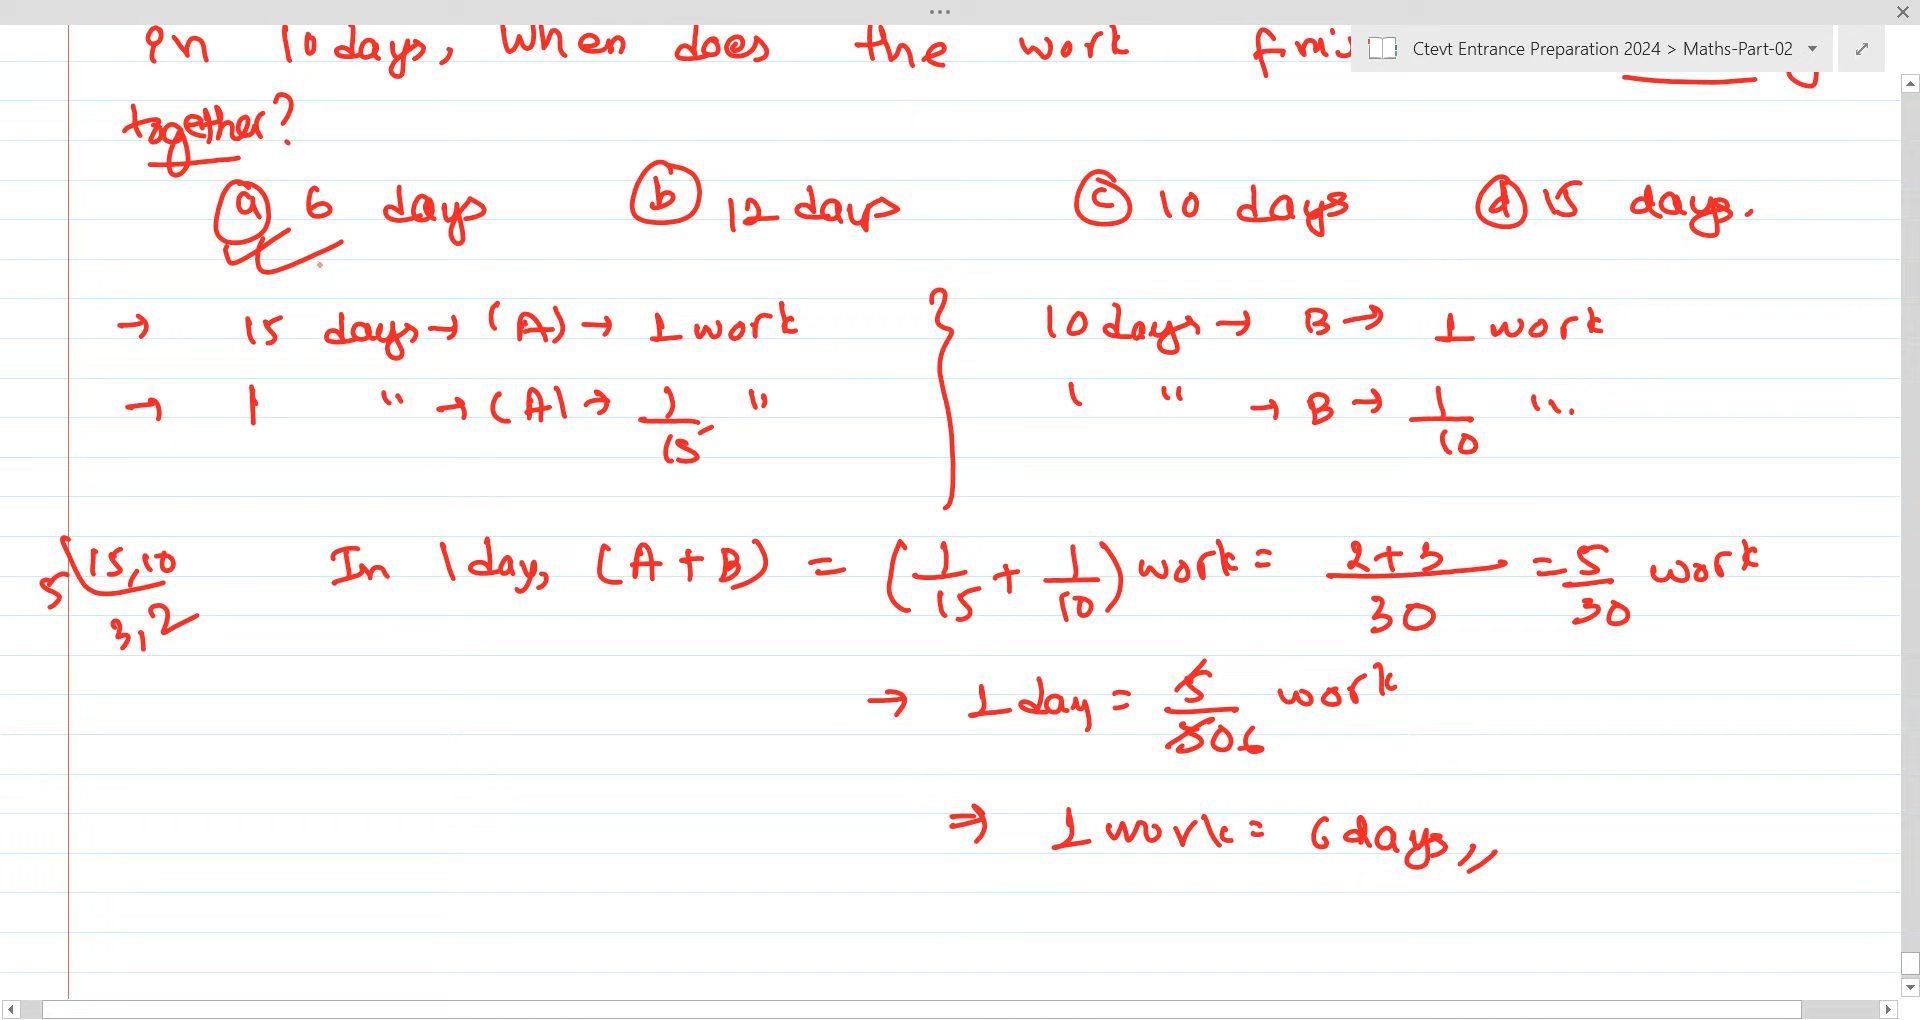 in 10 days, when does the work
Ctevt Entrance Preparation 2024 > Maths-Part-02
together?
(a) 6 days (b) 12 days (c) 10 days (d) 15 days.
→ 15 days → (A) → 1 work } 10 days → B → 1 work
→ 1 " → (A) → 1/15 " 1 " → B → 1/10 ".
5 15, 10 In 1 day, (A + B) = (1/15 + 1/10) work = 2+3/30 = 5/30 work
3, 2
→ 1 day = 5/30 6 work
⇒ 1 work = 6 days,,